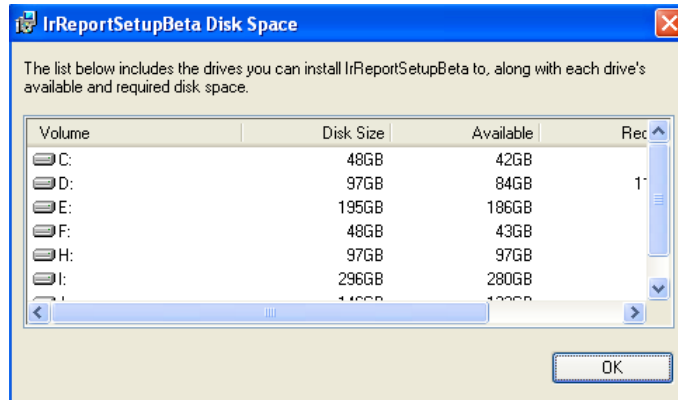 IrReportSetupBeta Disk Space
The list below includes the drives you can install IrReportSetupBeta to, along with each drive's
available and required disk space.
Volume Disk Size Available
C: 48GB 42GB
D: 97GB 84GB
E: 195GB 186GB
F: 48GB 43GB
H: 97GB 97GB
I: 296GB 280GB
OK